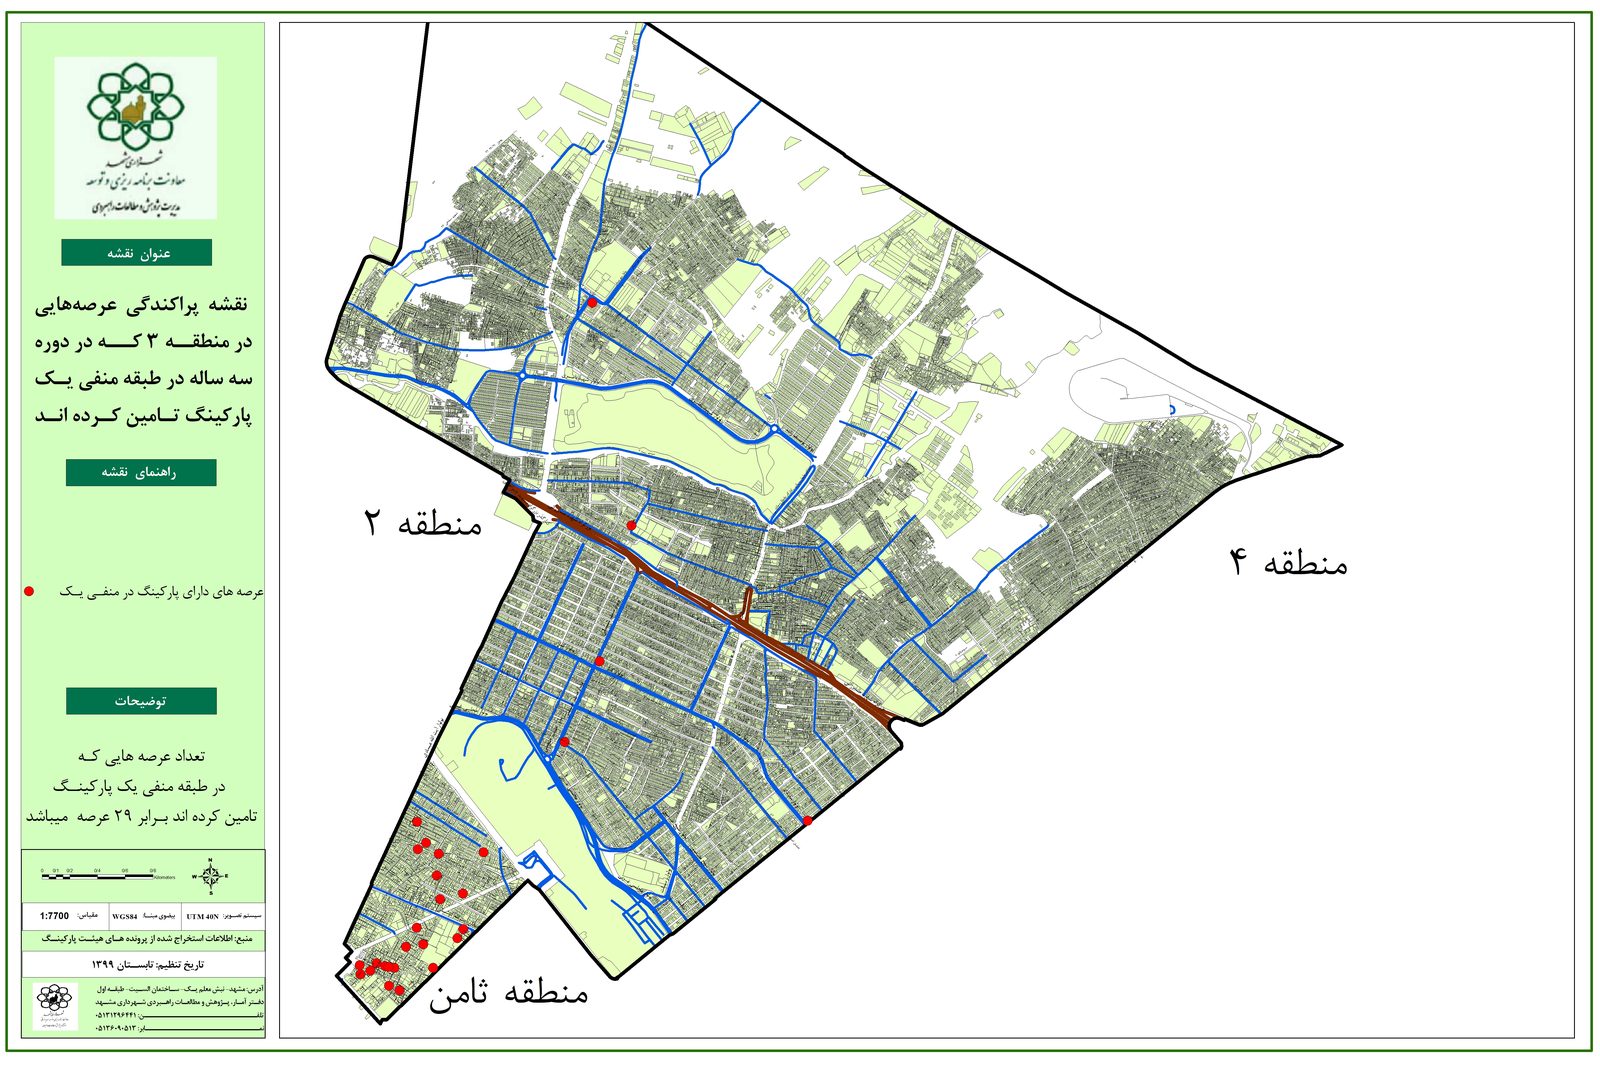 شهرداری مشهد
معاونت برنامه ریزی و توسعه
مدیریت پژوهش و مطالعات راهبردی
عنوان نقشه
نقشه پراکندگی عرصه‌هایی
در منطقه ۳ که در دوره
سه ساله در طبقه منفی یک
پارکینگ تامین کرده اند
راهنمای نقشه
عرصه های دارای پارکینگ در منفی یک
توضیحات
تعداد عرصه هایی که
در طبقه منفی یک پارکینگ
تامین کرده اند برابر ۲۹ عرصه میباشد
N
W E
S
0 0/1 0/2 0/4 0/6 0/8
Kilometers
سیستم تصویر: UTM 40N بیضوی مبنا: WGS84 مقیاس: 1:7700
منبع: اطلاعات استخراج شده از پرونده های هیئت پارکینگ
تاریخ تنظیم: تابستان ۱۳۹۹
آدرس: مشهد - نبش معلم یک - ساختمان السیت - طبقه اول
دفتر آمار، پژوهش و مطالعات راهبردی شهرداری مشهد
تلفن: ۰۵۱۳۱۲۹۶۴۴۱
نمابر: ۰۵۱۳۶۰۹۰۵۱۳
منطقه ۲
منطقه ۴
منطقه ثامن